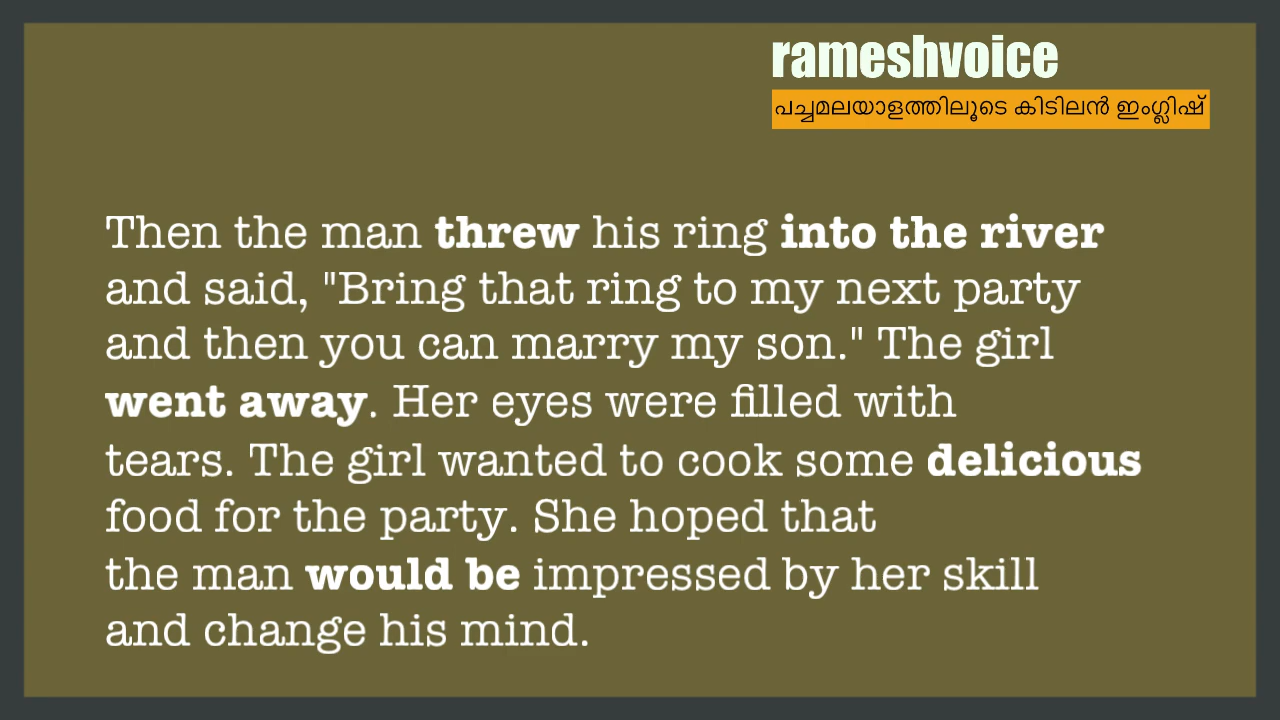 rameshvoice
പച്ചമലയാളത്തിലൂടെ കിടിലൻ ഇംഗ്ലിഷ്
Then the man threw his ring into the river
and said, "Bring that ring to my next party
and then you can marry my son." The girl
went away. Her eyes were filled with
tears. The girl wanted to cook some delicious
food for the party. She hoped that
the man would be impressed by her skill
and change his mind.